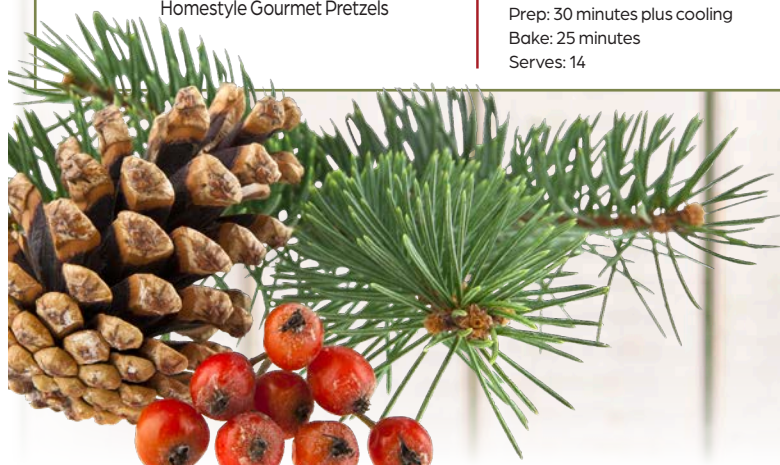 Homestyle Gourmet Pretzels
Prep: 30 minutes plus cooling
Bake: 25 minutes
Serves: 14